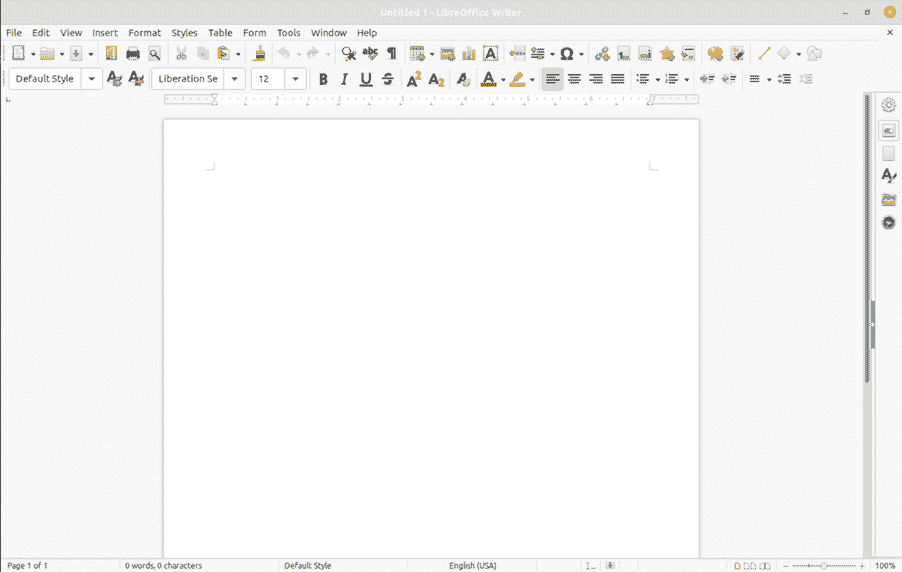 Untitled 1 - LibreOffice Writer
File Edit View Insert Format Styles Table Form Tools Window Help
Default Style Liberation Se 12
Page 1 of 1 0 words, 0 characters Default Style English (USA) 100%